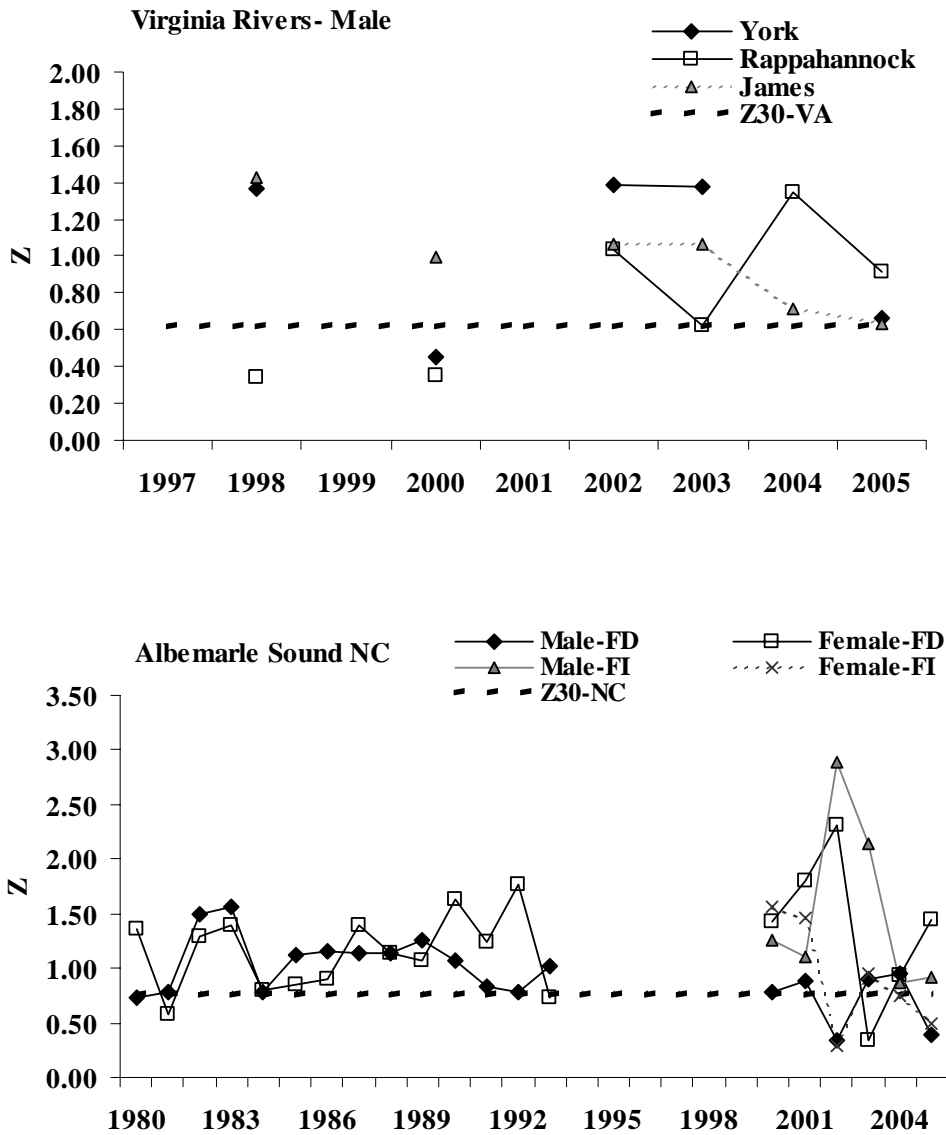 Virginia Rivers- Male
York
Rappahannock
James
Z30-VA
2.00
1.80
1.60
1.40
1.20
1.00
0.80
0.60
0.40
0.20
0.00
Z
1997 1998 1999 2000 2001 2002 2003 2004 2005
Albemarle Sound NC
Male-FD Female-FD
Male-FI Female-FI
Z30-NC
3.50
3.00
2.50
2.00
1.50
1.00
0.50
0.00
Z
1980 1983 1986 1989 1992 1995 1998 2001 2004